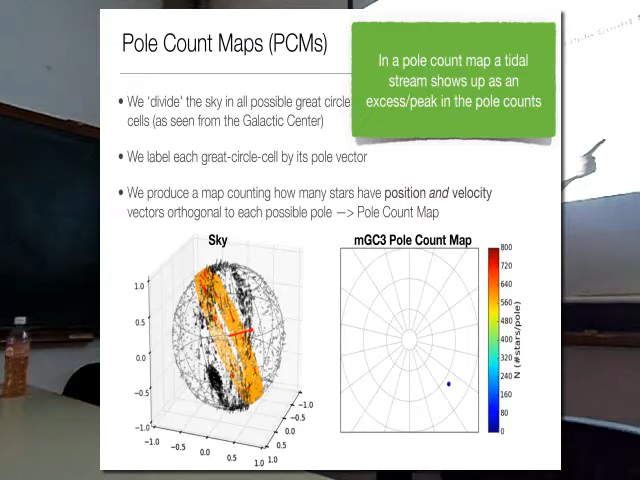 Pole Count Maps (PCMs)
In a pole count map a tidal
stream shows up as an
excess/peak in the pole counts
• We 'divide' the sky in all possible great circle
cells (as seen from the Galactic Center)
• We label each great-circle-cell by its pole vector
• We produce a map counting how many stars have position and velocity
vectors orthogonal to each possible pole —> Pole Count Map
Sky
1.0
0.5
0.0
−0.5
−1.0
−1.0
−0.5
0.0
0.5
1.0
−1.0
−0.5
0.0
0.5
1.0
mGC3 Pole Count Map
800
720
640
560
480
400
320
240
160
80
0
N (#stars/pole)